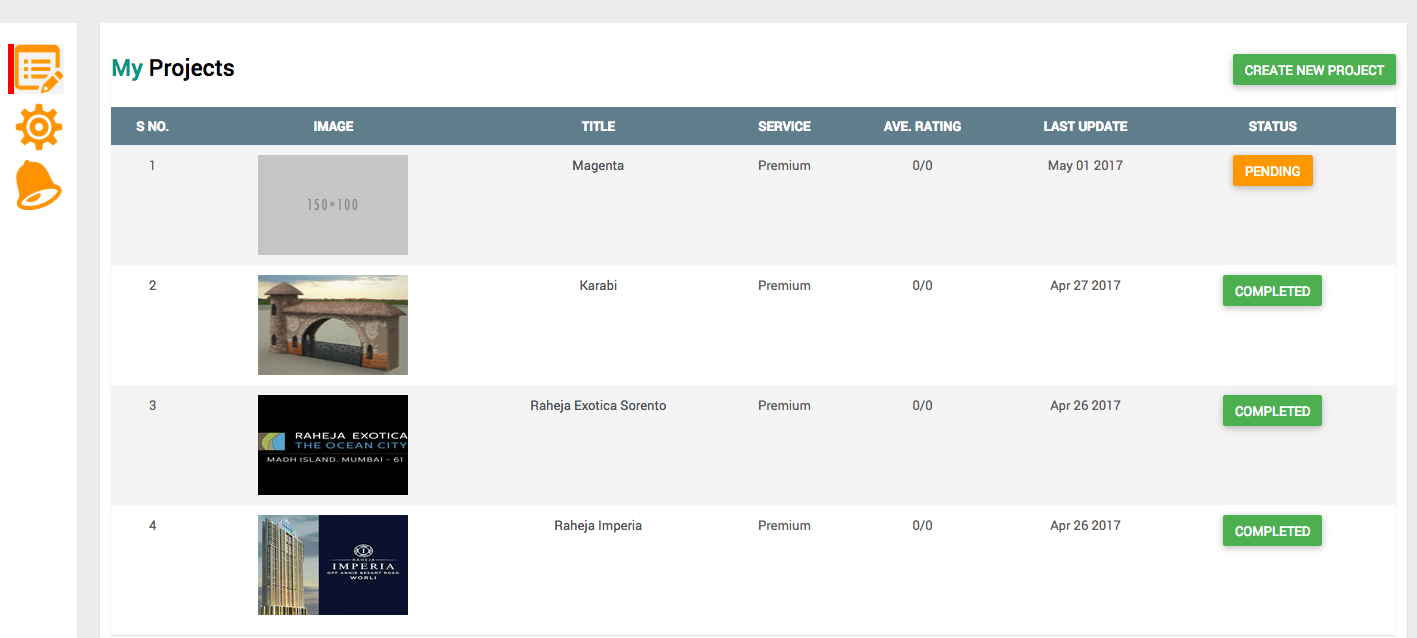 My Projects
CREATE NEW PROJECT
S NO. IMAGE TITLE SERVICE AVE. RATING LAST UPDATE STATUS
1 150×100 Magenta Premium 0/0 May 01 2017 PENDING
2 Karabi Premium 0/0 Apr 27 2017 COMPLETED
3 Raheja Exotica Sorento Premium 0/0 Apr 26 2017 COMPLETED
RAHEJA EXOTICA
THE OCEAN CITY
MADH ISLAND, MUMBAI - 61
4 Raheja Imperia Premium 0/0 Apr 26 2017 COMPLETED
RAHEJA
IMPERIA
OFF ANNIE BESANT ROAD
WORLI